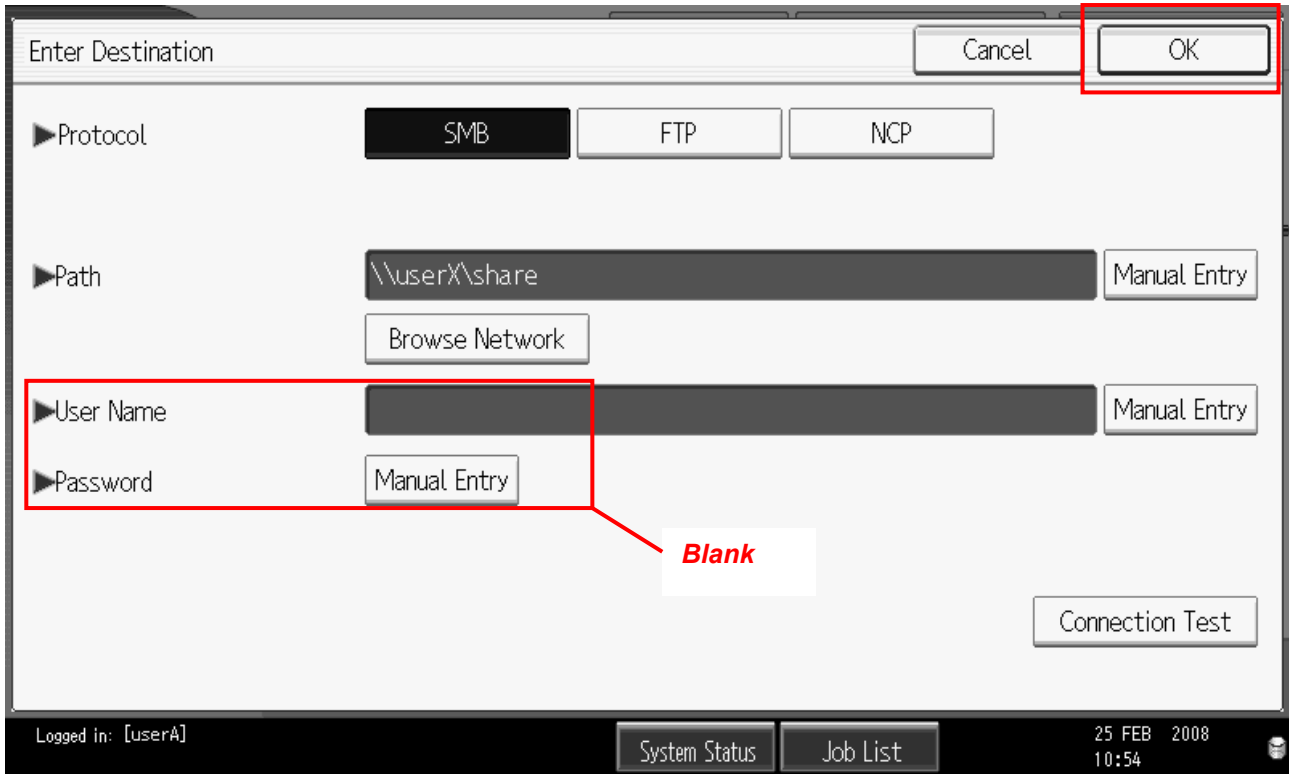 Enter Destination Cancel OK
▶Protocol SMB FTP NCP
▶Path \\userX\share Manual Entry
Browse Network
▶User Name Manual Entry
▶Password Manual Entry
Blank
Connection Test
Logged in: [userA] System Status Job List 25 FEB 2008
10:54